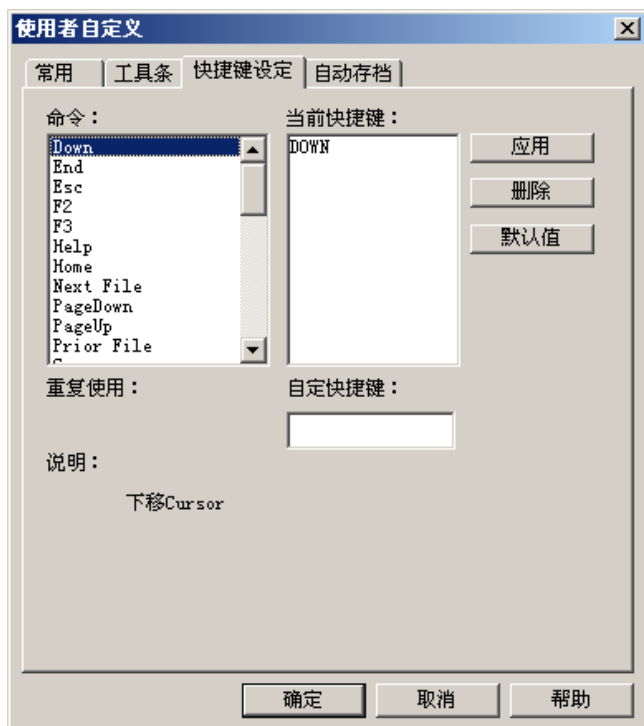 使用者自定义
常用 工具条 快捷键设定 自动存档
命令： 当前快捷键：
Down DOWN 应用
End
Esc 删除
F2
F3 默认值
Help
Home
Next File
PageDown
PageUp
Prior File
重复使用： 自定快捷键：
说明：
下移Cursor
确定 取消 帮助